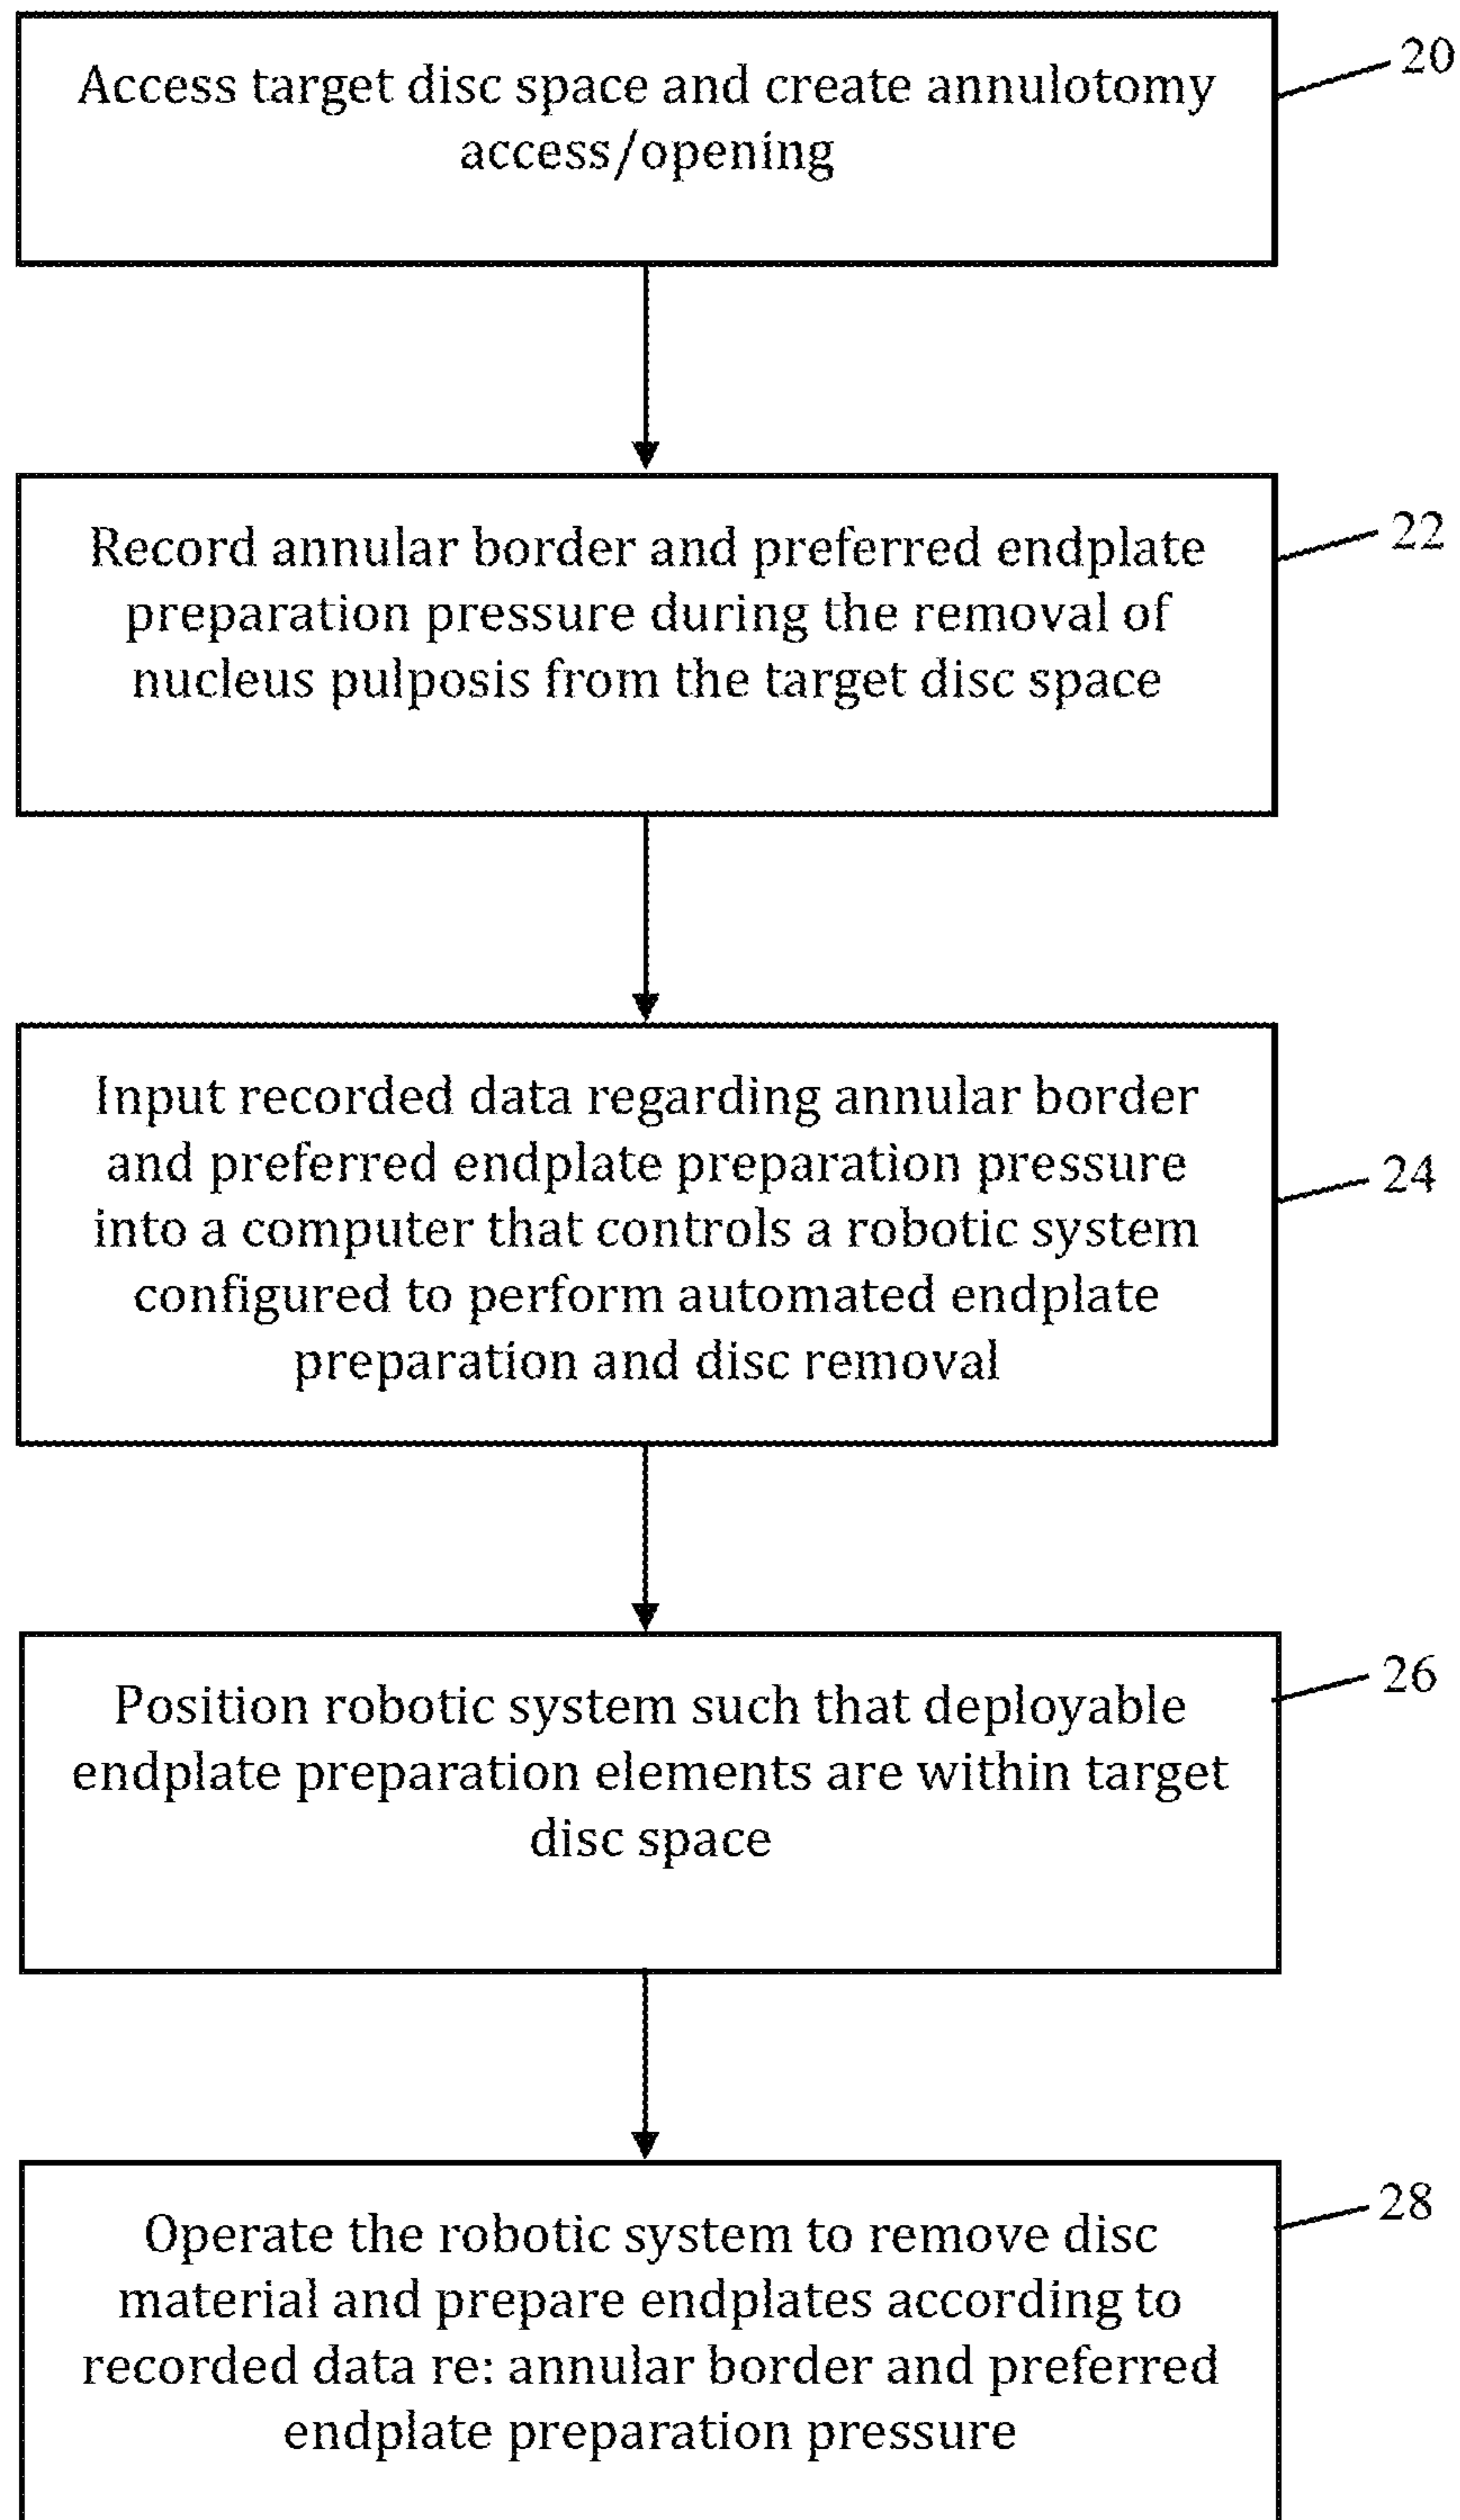 Access target disc space and create annulotomy
access/opening
20
Record annular border and preferred endplate
preparation pressure during the removal of
nucleus pulposis from the target disc space
22
Input recorded data regarding annular border
and preferred endplate preparation pressure
into a computer that controls a robotic system
configured to perform automated endplate
preparation and disc removal
24
Position robotic system such that deployable
endplate preparation elements are within target
disc space
26
Operate the robotic system to remove disc
material and prepare endplates according to
recorded data re: annular border and preferred
endplate preparation pressure
28